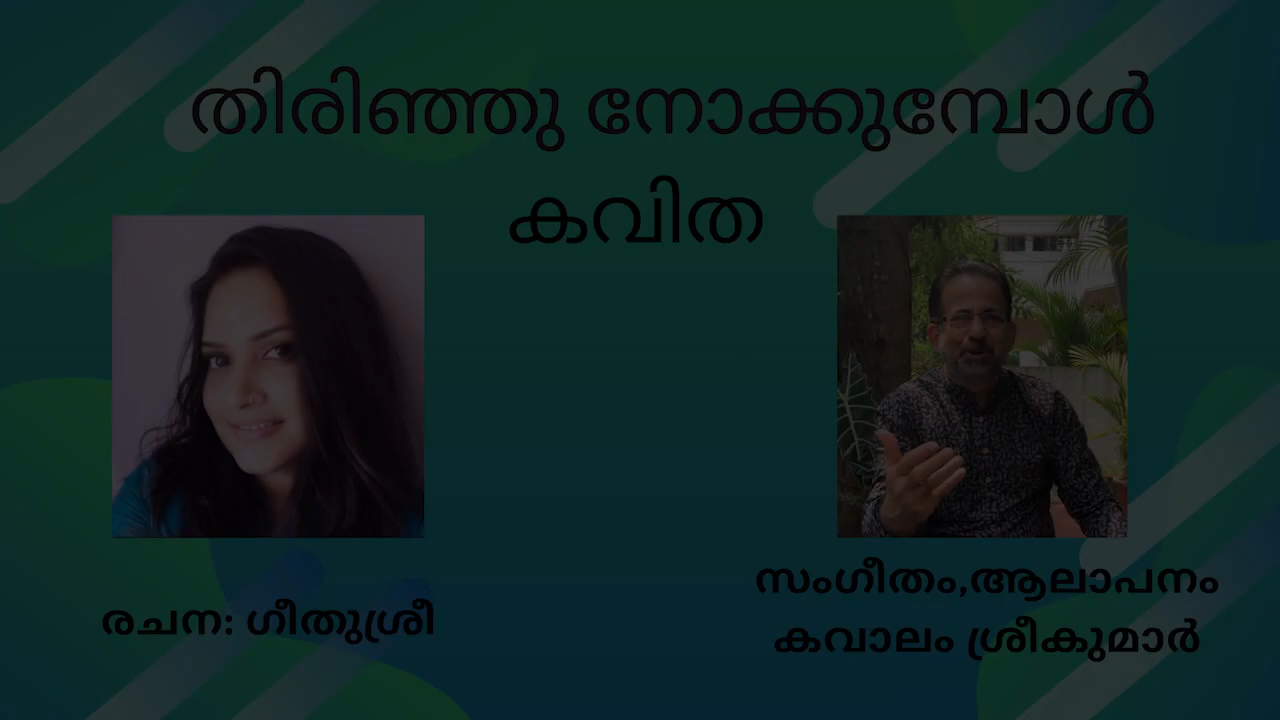 തിരിഞ്ഞു നോക്കുമ്പോൾ
കവിത
രചന: ഗീതുശ്രീ
സംഗീതം,ആലാപനം
കവാലം ശ്രീകുമാർ